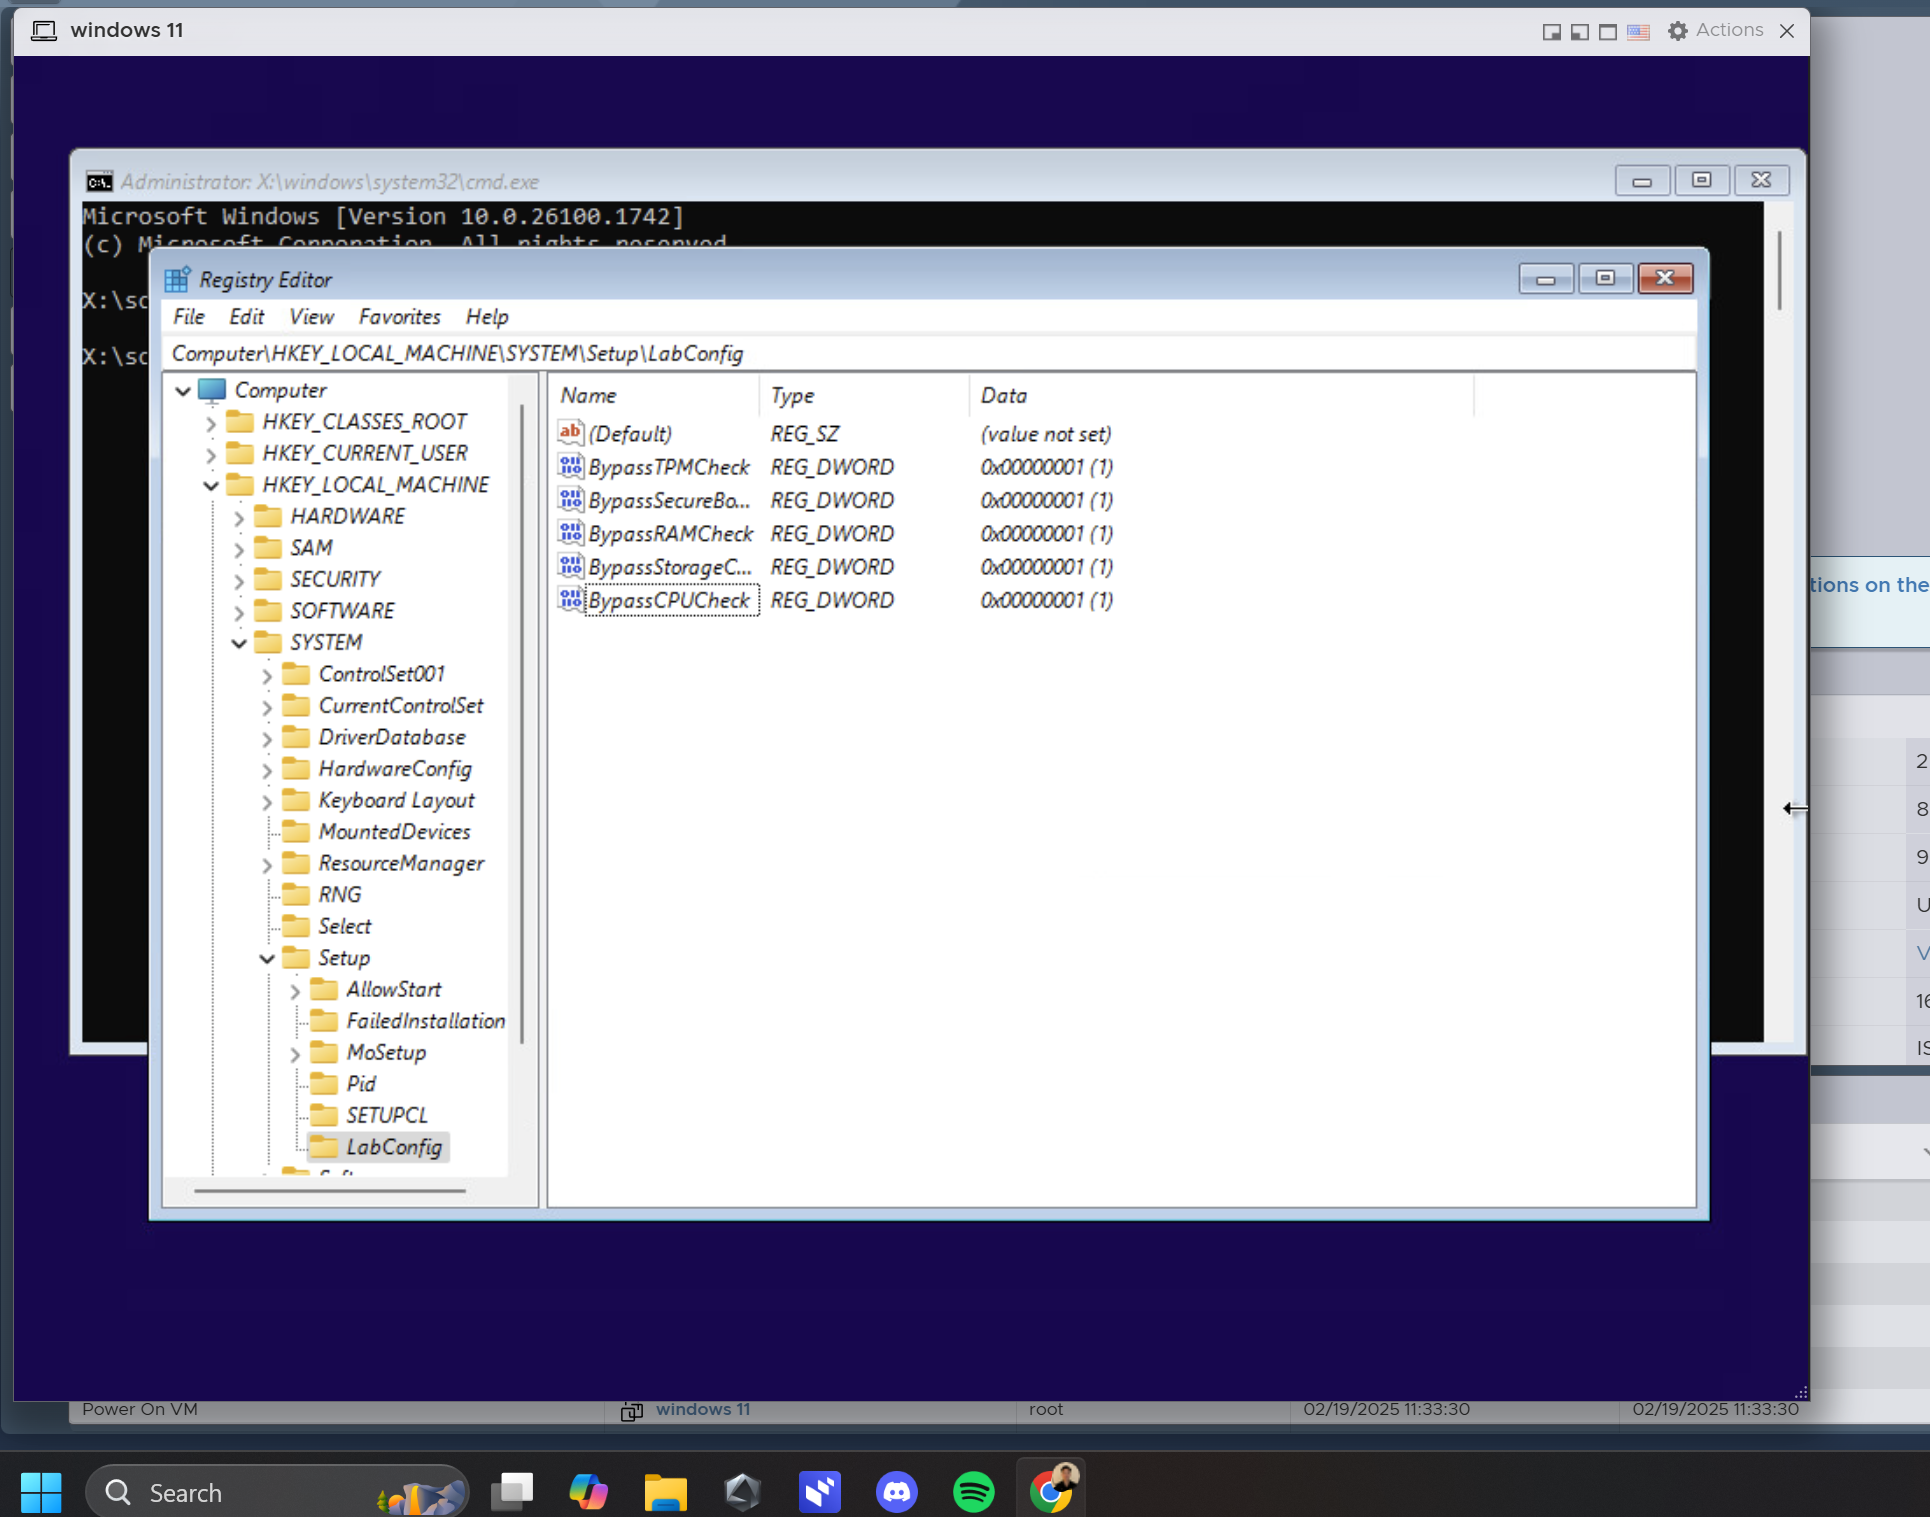 windows 11
Actions
Administrator: X:\windows\system32\cmd.exe
Microsoft Windows [Version 10.0.26100.1742]
(c) Microsoft Corporation. All rights reserved
X:\so
X:\so
Registry Editor
File Edit View Favorites Help
Computer\HKEY_LOCAL_MACHINE\SYSTEM\Setup\LabConfig
Computer
HKEY_CLASSES_ROOT
HKEY_CURRENT_USER
HKEY_LOCAL_MACHINE
HARDWARE
SAM
SECURITY
SOFTWARE
SYSTEM
ControlSet001
CurrentControlSet
DriverDatabase
HardwareConfig
Keyboard Layout
MountedDevices
ResourceManager
RNG
Select
Setup
AllowStart
FailedInstallation
MoSetup
Pid
SETUPCL
LabConfig
Name Type Data
(Default) REG_SZ (value not set)
BypassTPMCheck REG_DWORD 0x00000001 (1)
BypassSecureBo... REG_DWORD 0x00000001 (1)
BypassRAMCheck REG_DWORD 0x00000001 (1)
BypassStorageC... REG_DWORD 0x00000001 (1)
BypassCPUCheck REG_DWORD 0x00000001 (1)
tions on the
2
8
9
U
V
16
IS
Power On VM windows 11 root 02/19/2025 11:33:30 02/19/2025 11:33:30
Search